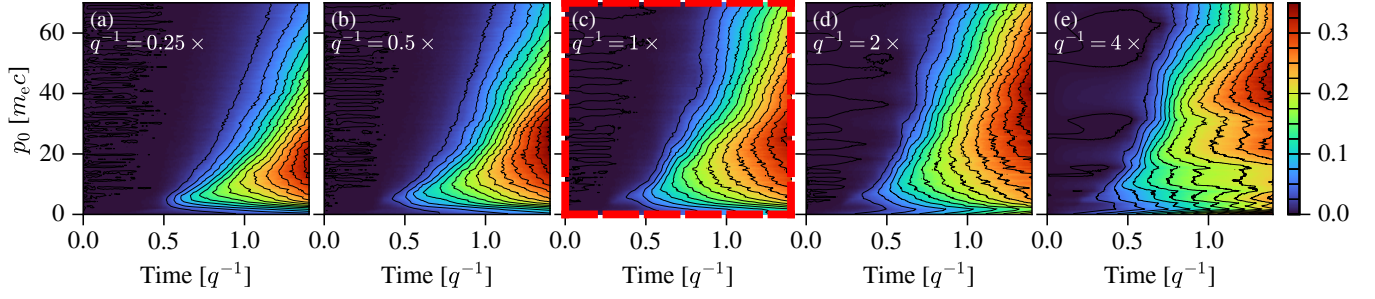 (a) (b) (c) (d) (e)
q⁻¹ = 0.25 × q⁻¹ = 0.5 × q⁻¹ = 1 × q⁻¹ = 2 × q⁻¹ = 4 ×
60
40
20
0
p₀ [mₑc]
0.3
0.2
0.1
0.0
0.0 0.5 1.0 0.0 0.5 1.0 0.0 0.5 1.0 0.0 0.5 1.0 0.0 0.5 1.0
Time [q⁻¹] Time [q⁻¹] Time [q⁻¹] Time [q⁻¹] Time [q⁻¹]